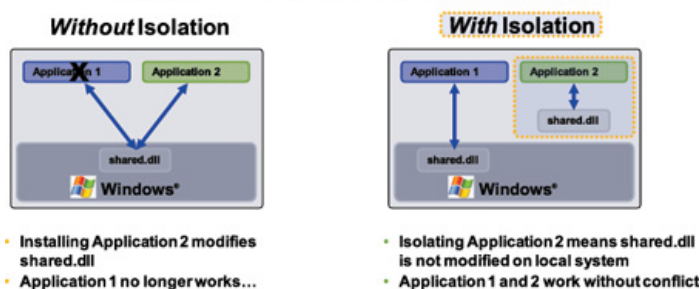 Without Isolation
Application 1
Application 2
shared.dll
Windows®
• Installing Application 2 modifies
shared.dll
• Application 1 no longer works...
With Isolation
Application 1
Application 2
shared.dll
shared.dll
Windows®
• Isolating Application 2 means shared.dll
is not modified on local system
• Application 1 and 2 work without conflict